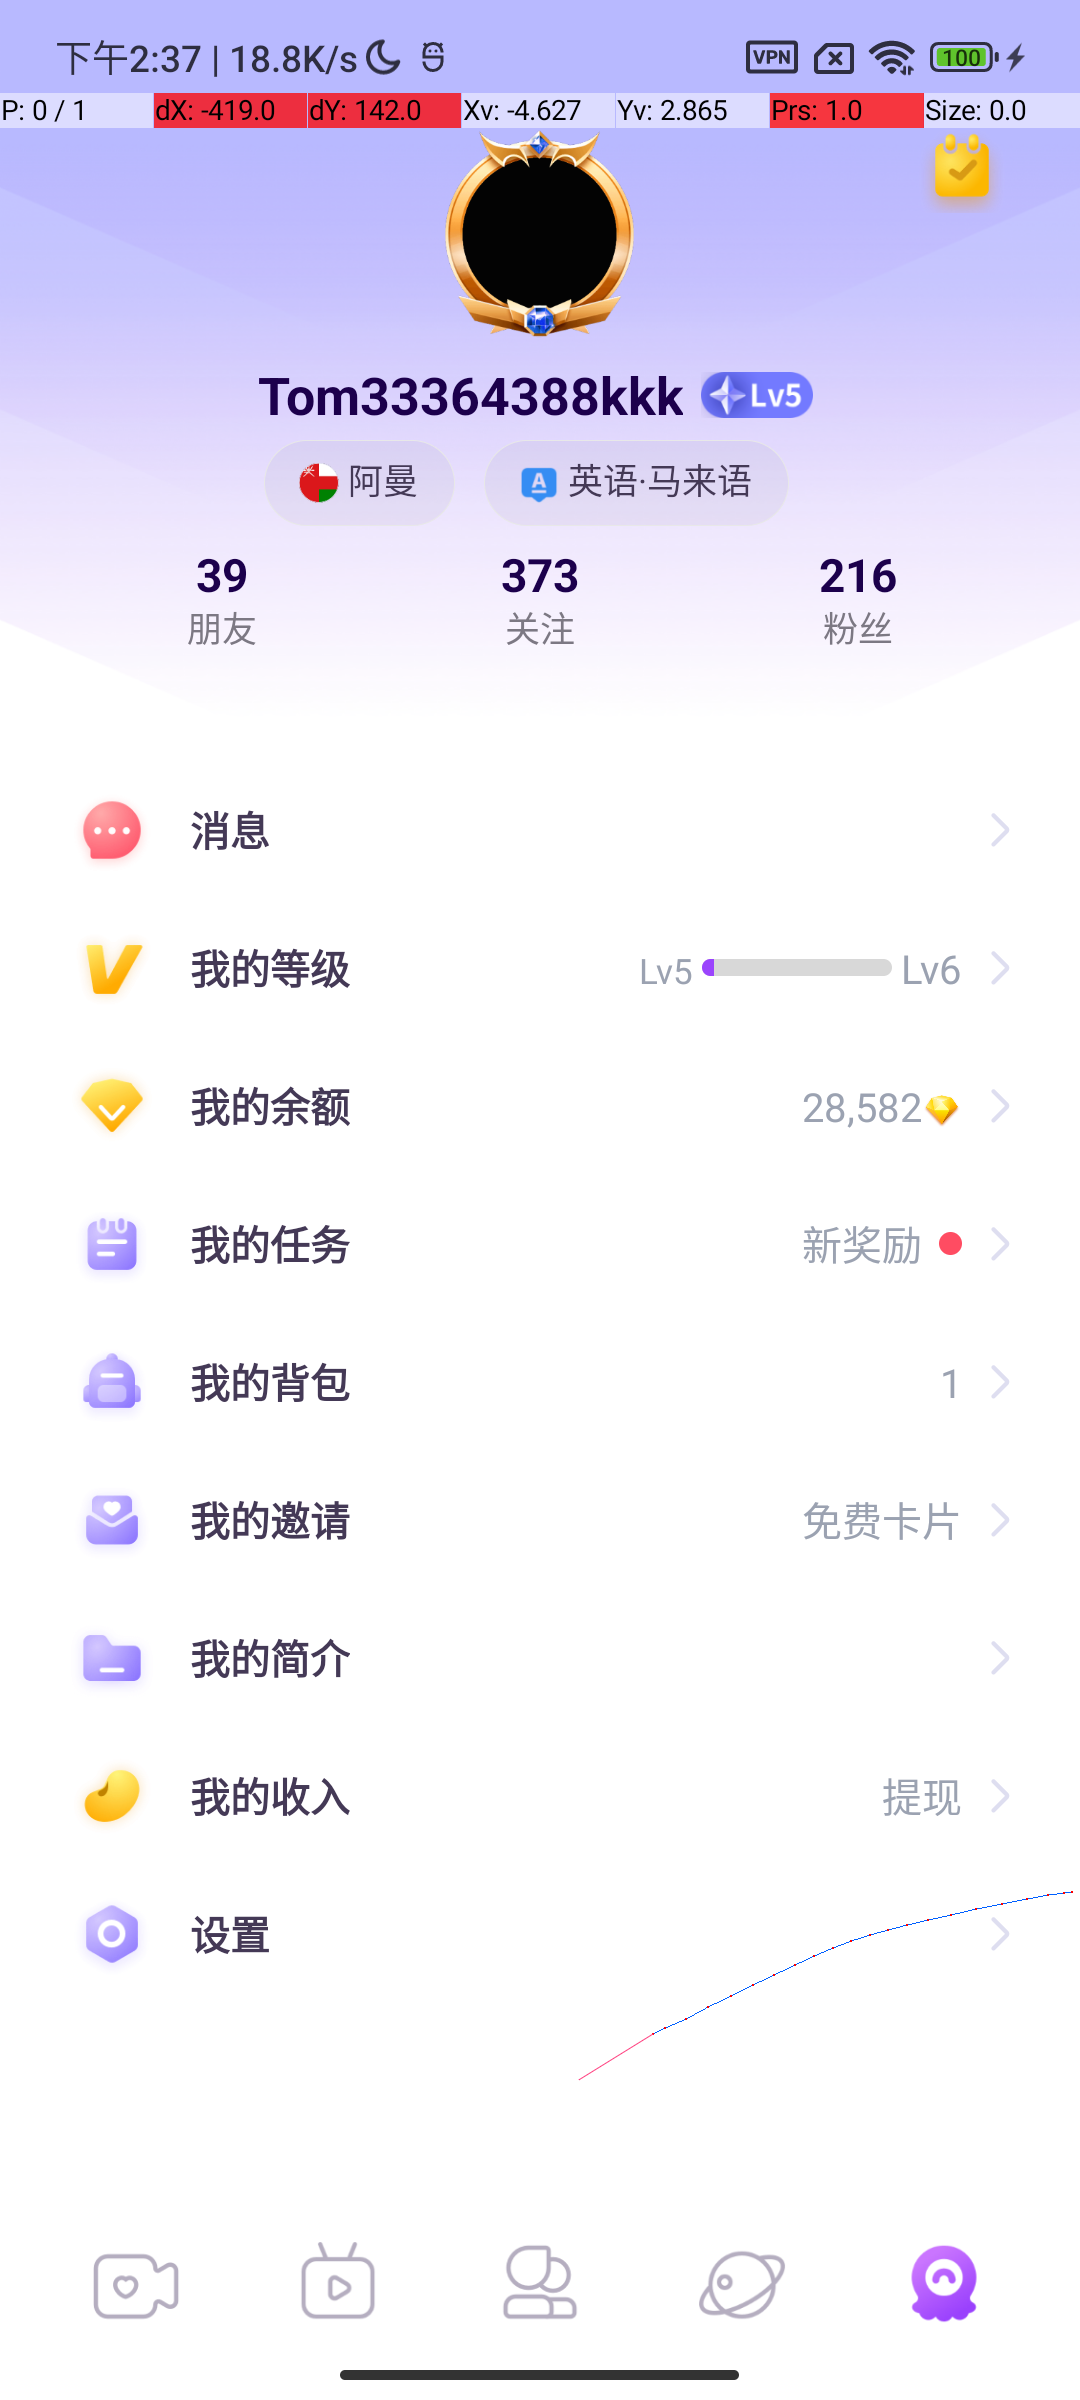 下午2:37 | 18.8K/s VPN 100
P: 0 / 1 dX: -419.0 dY: 142.0 Xv: -4.627 Yv: 2.865 Prs: 1.0 Size: 0.0
Tom33364388kkk Lv5
阿曼 A 英语·马来语
39 373 216
朋友 关注 粉丝
消息
我的等级 Lv5 Lv6
我的余额 28,582
我的任务 新奖励
我的背包 1
我的邀请 免费卡片
我的简介
我的收入 提现
设置